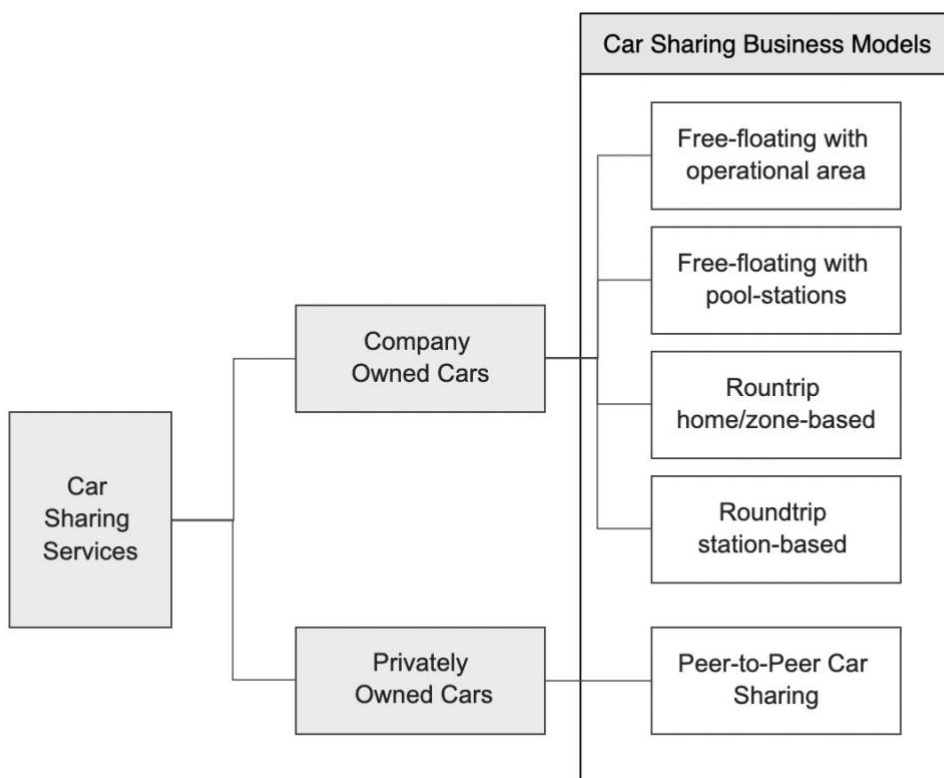 Car Sharing Business Models
Free-floating with
operational area
Free-floating with
pool-stations
Company
Owned Cars
Rountrip
home/zone-based
Car
Sharing
Services
Roundtrip
station-based
Privately
Owned Cars
Peer-to-Peer Car
Sharing